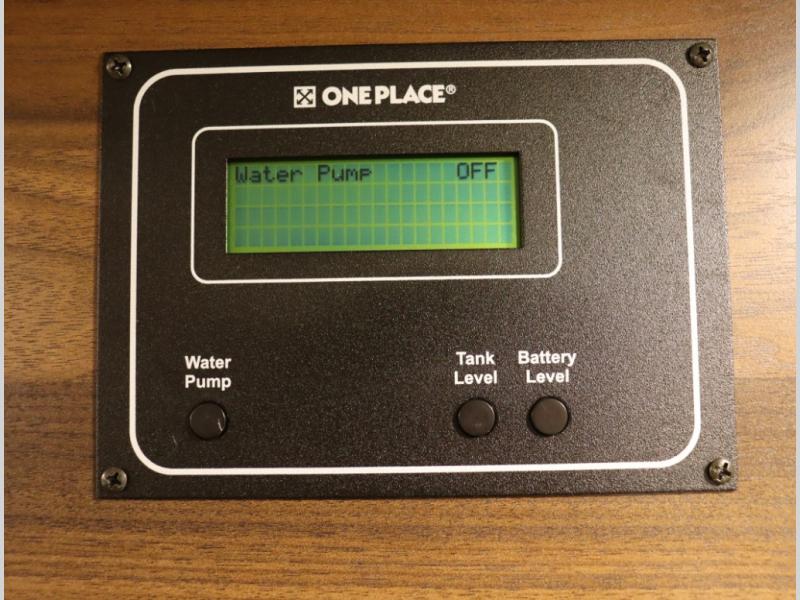 ONE PLACE®
Water Pump OFF
Water
Pump
Tank
Level
Battery
Level